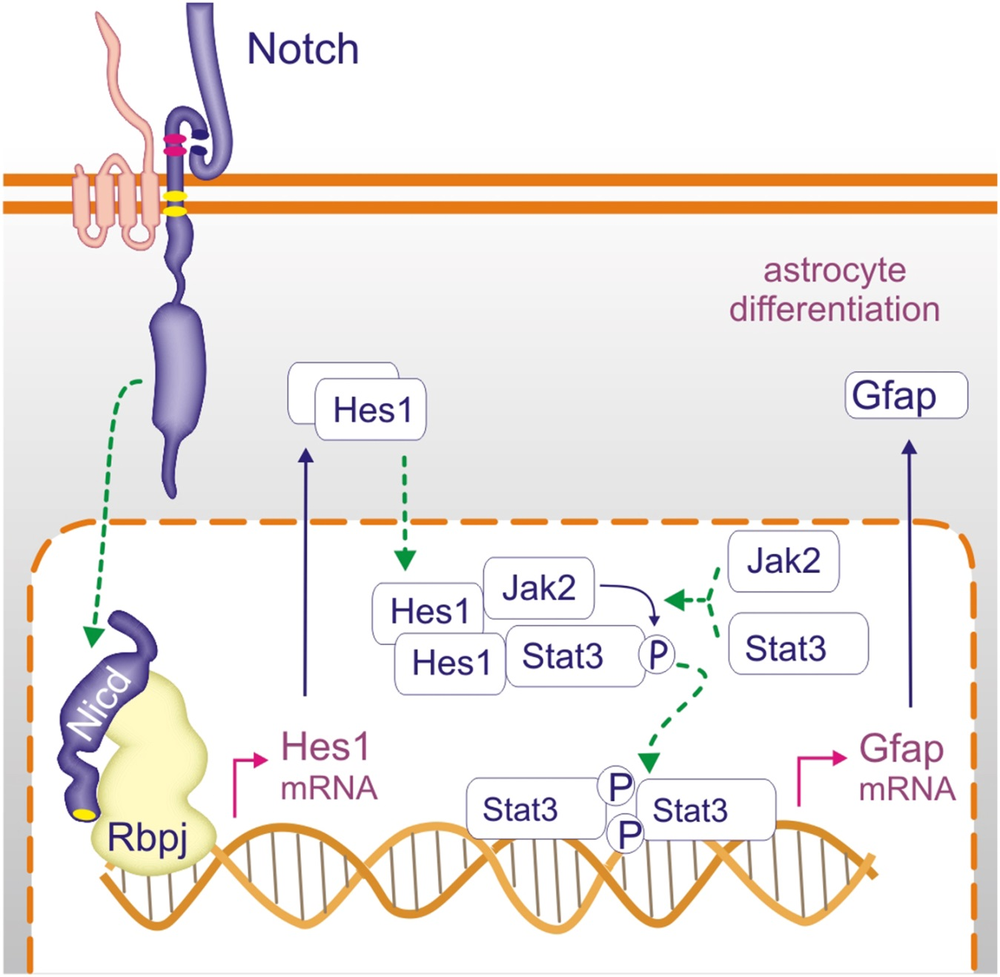 Notch
astrocyte
differentiation
Hes1
Gfap
Jak2
Jak2
Hes1
Stat3
Stat3
P
Hes1
Nicd
Hes1
mRNA
Gfap
mRNA
P
Stat3
Stat3
P
Rbpj